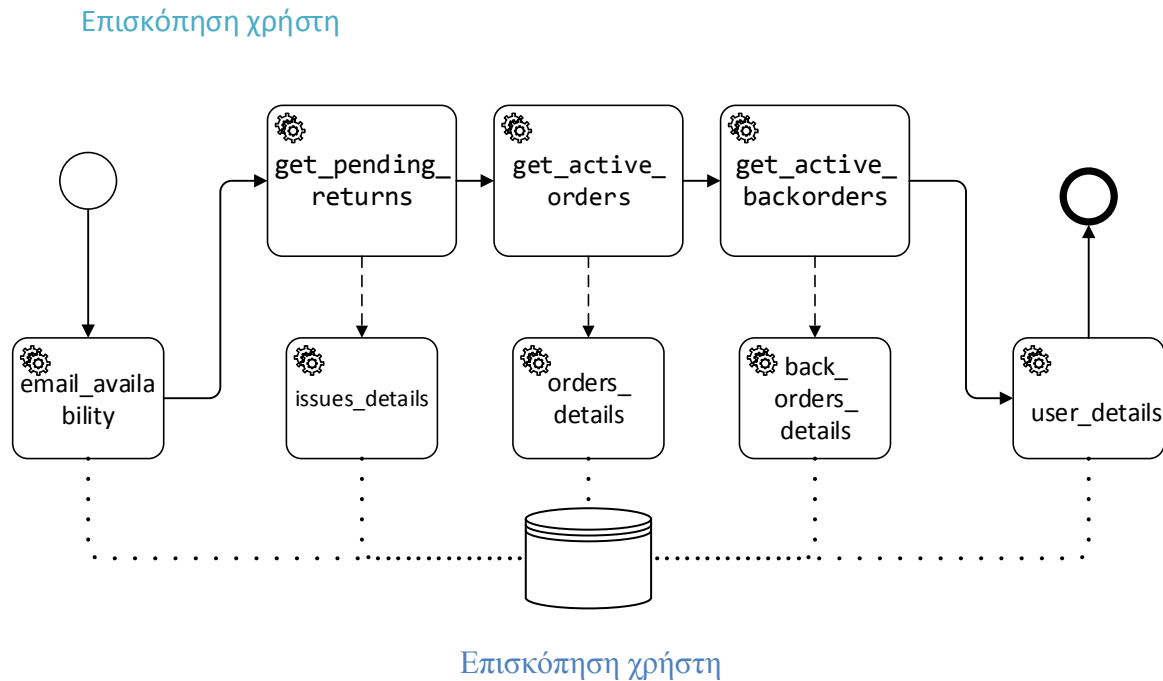 Επισκόπηση χρήστη
get_pending_
returns
get_active_
orders
get_active_
backorders
email_availa
bility
issues_details
orders_
details
back_
orders_
details
user_details
Επισκόπηση χρήστη